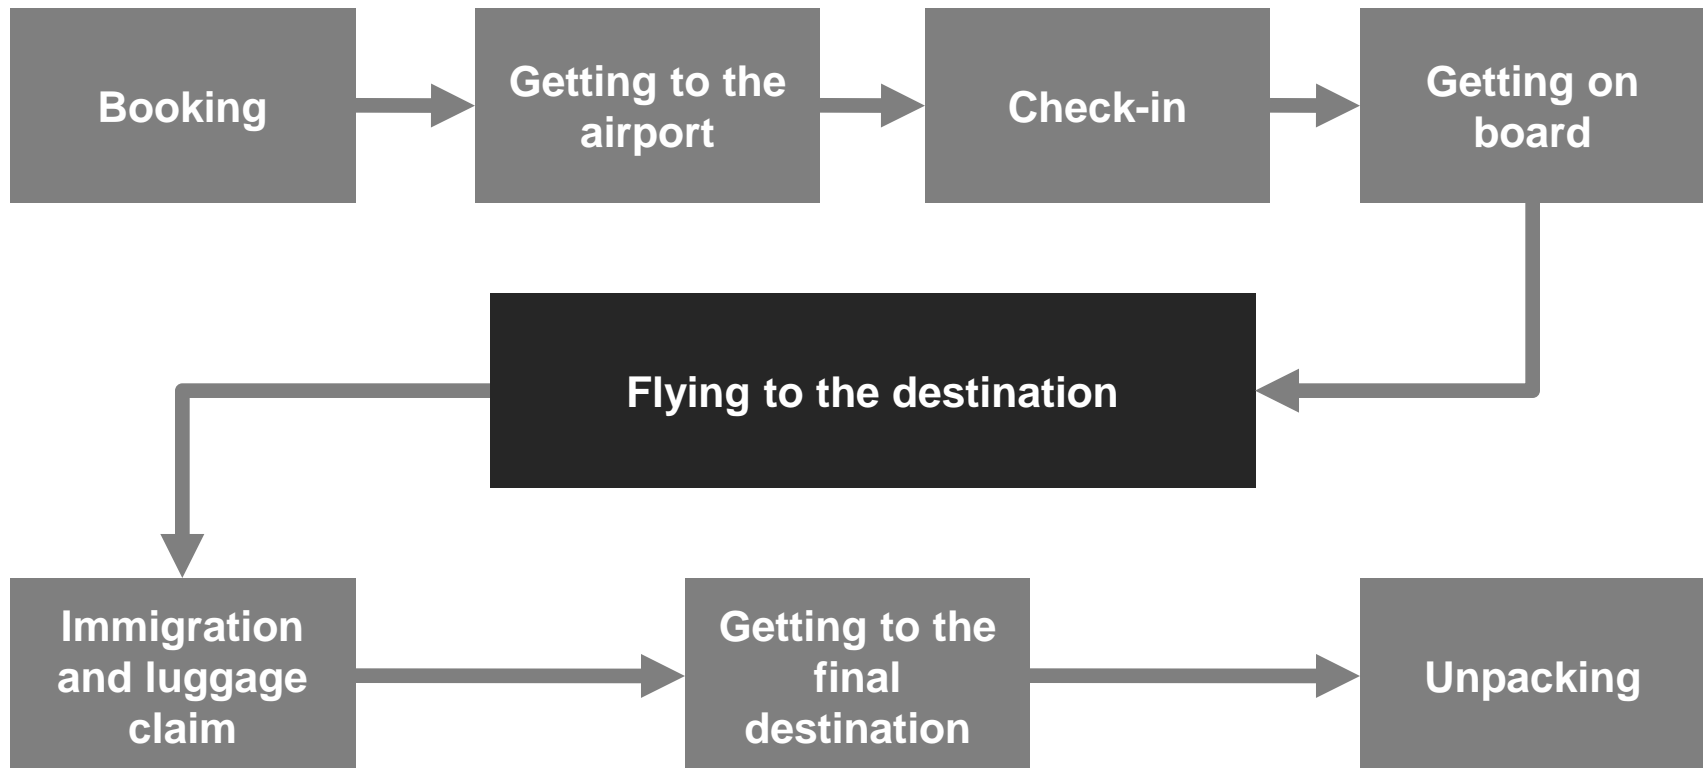 Booking
Getting to the
airport
Check-in
Getting on
board
Flying to the destination
Immigration
and luggage
claim
Getting to the
final
destination
Unpacking